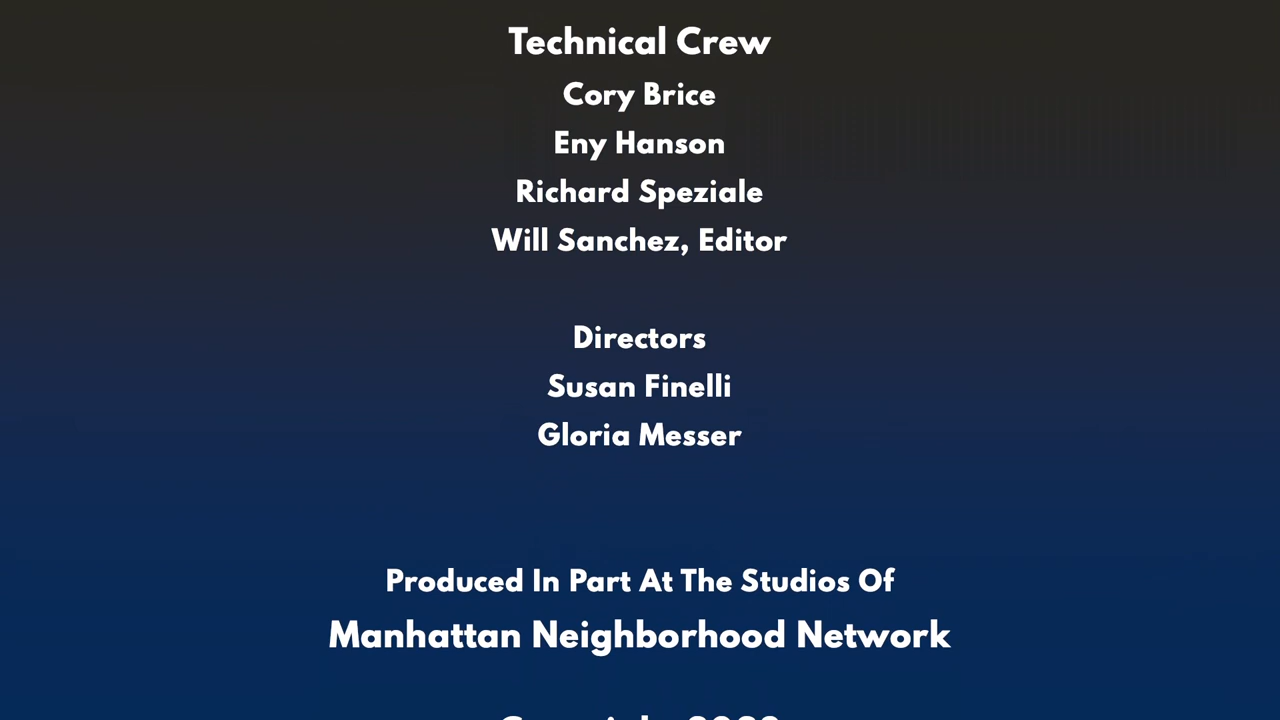 Technical Crew
Cory Brice
Eny Hanson
Richard Speziale
Will Sanchez, Editor
Directors
Susan Finelli
Gloria Messer
Produced In Part At The Studios Of
Manhattan Neighborhood Network